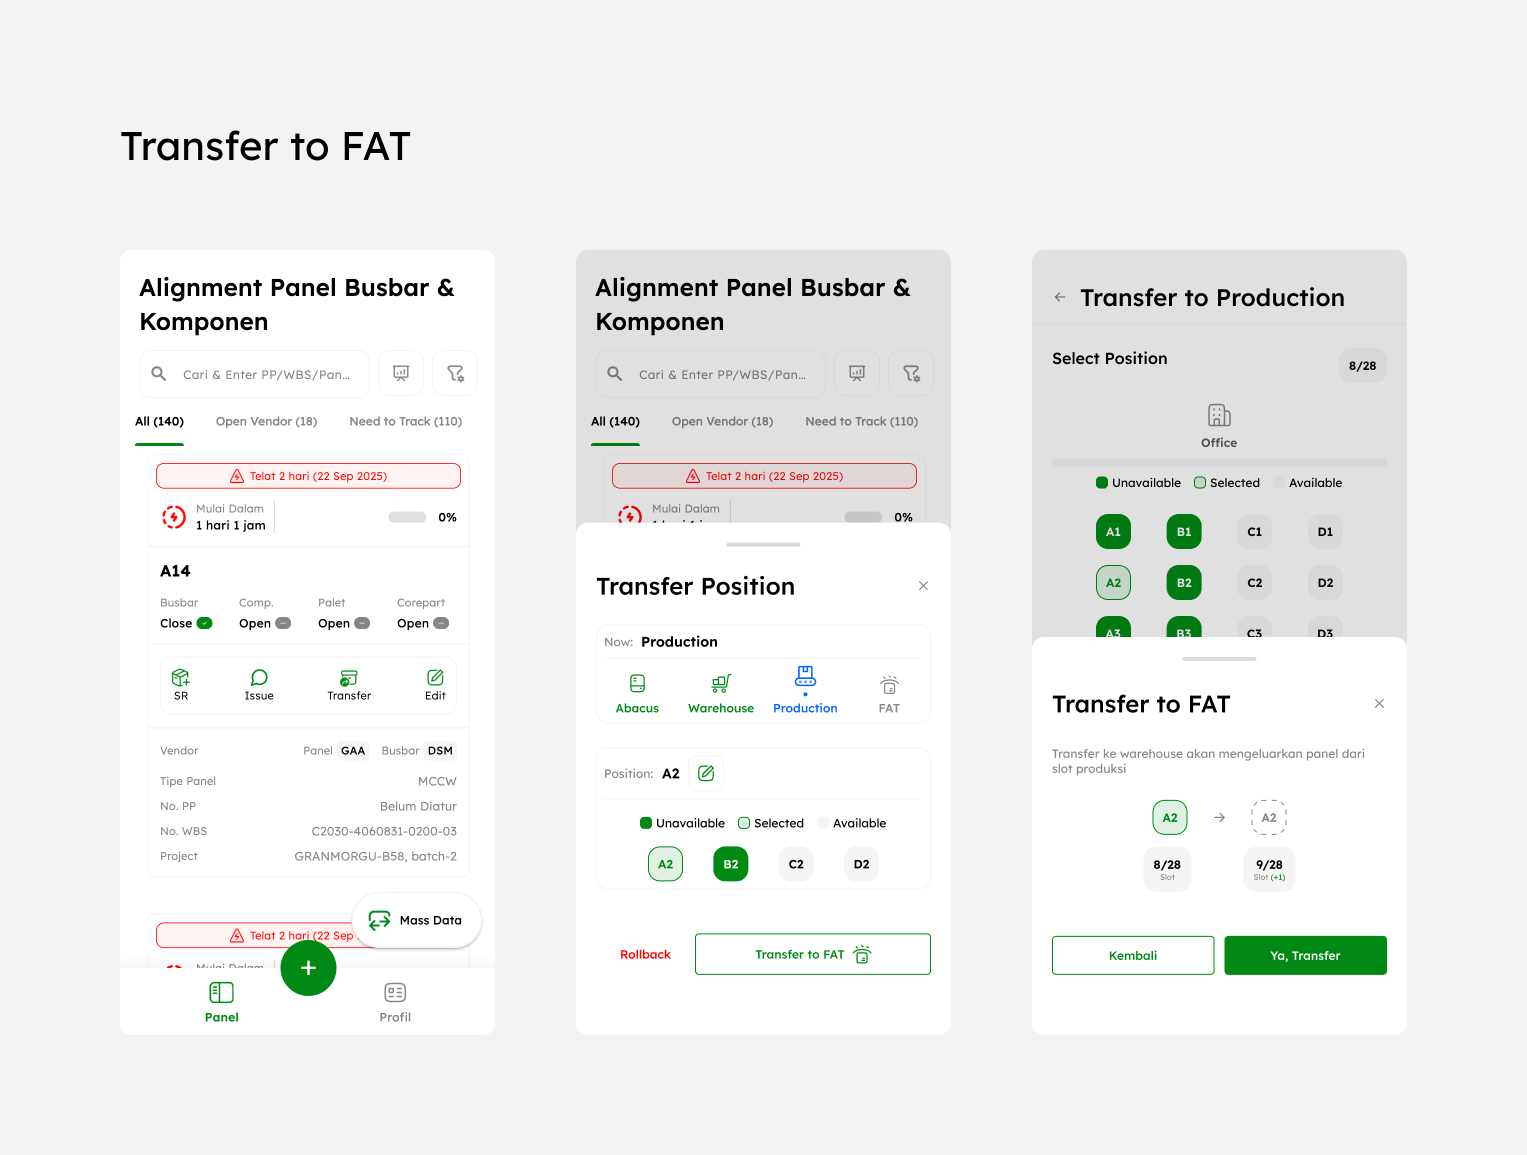 Transfer to FAT
Alignment Panel Busbar &
Komponen
Cari & Enter PP/WBS/Pan...
All (140)
Open Vendor (18)
Need to Track (110)
Telat 2 hari (22 Sep 2025)
Mulai Dalam
1 hari 1 jam
0%
A14
Busbar
Comp.
Palet
Corepart
Close
Open
Open
Open
SR
Issue
Transfer
Edit
Vendor
Panel GAA
Busbar DSM
Tipe Panel
MCCW
No. PP
Belum Diatur
No. WBS
C2030-4060831-0200-03
Project
GRANMORGU-B58, batch-2
Telat 2 hari (22 Sep
Mass Data
Mulai Dalam
+
Panel
Profil
Alignment Panel Busbar &
Komponen
Cari & Enter PP/WBS/Pan...
All (140)
Open Vendor (18)
Need to Track (110)
Telat 2 hari (22 Sep 2025)
Mulai Dalam
1 hari 1 jam
0%
Transfer Position
Now: Production
Abacus
Warehouse
Production
FAT
Position: A2
Unavailable
Selected
Available
A2
B2
C2
D2
Rollback
Transfer to FAT
Transfer to Production
Select Position
8/28
Office
Unavailable
Selected
Available
A1
B1
C1
D1
A2
B2
C2
D2
A3
B3
C3
D3
Transfer to FAT
Transfer ke warehouse akan mengeluarkan panel dari
slot produksi
A2
A2
8/28
Slot
9/28
Slot (+1)
Kembali
Ya, Transfer